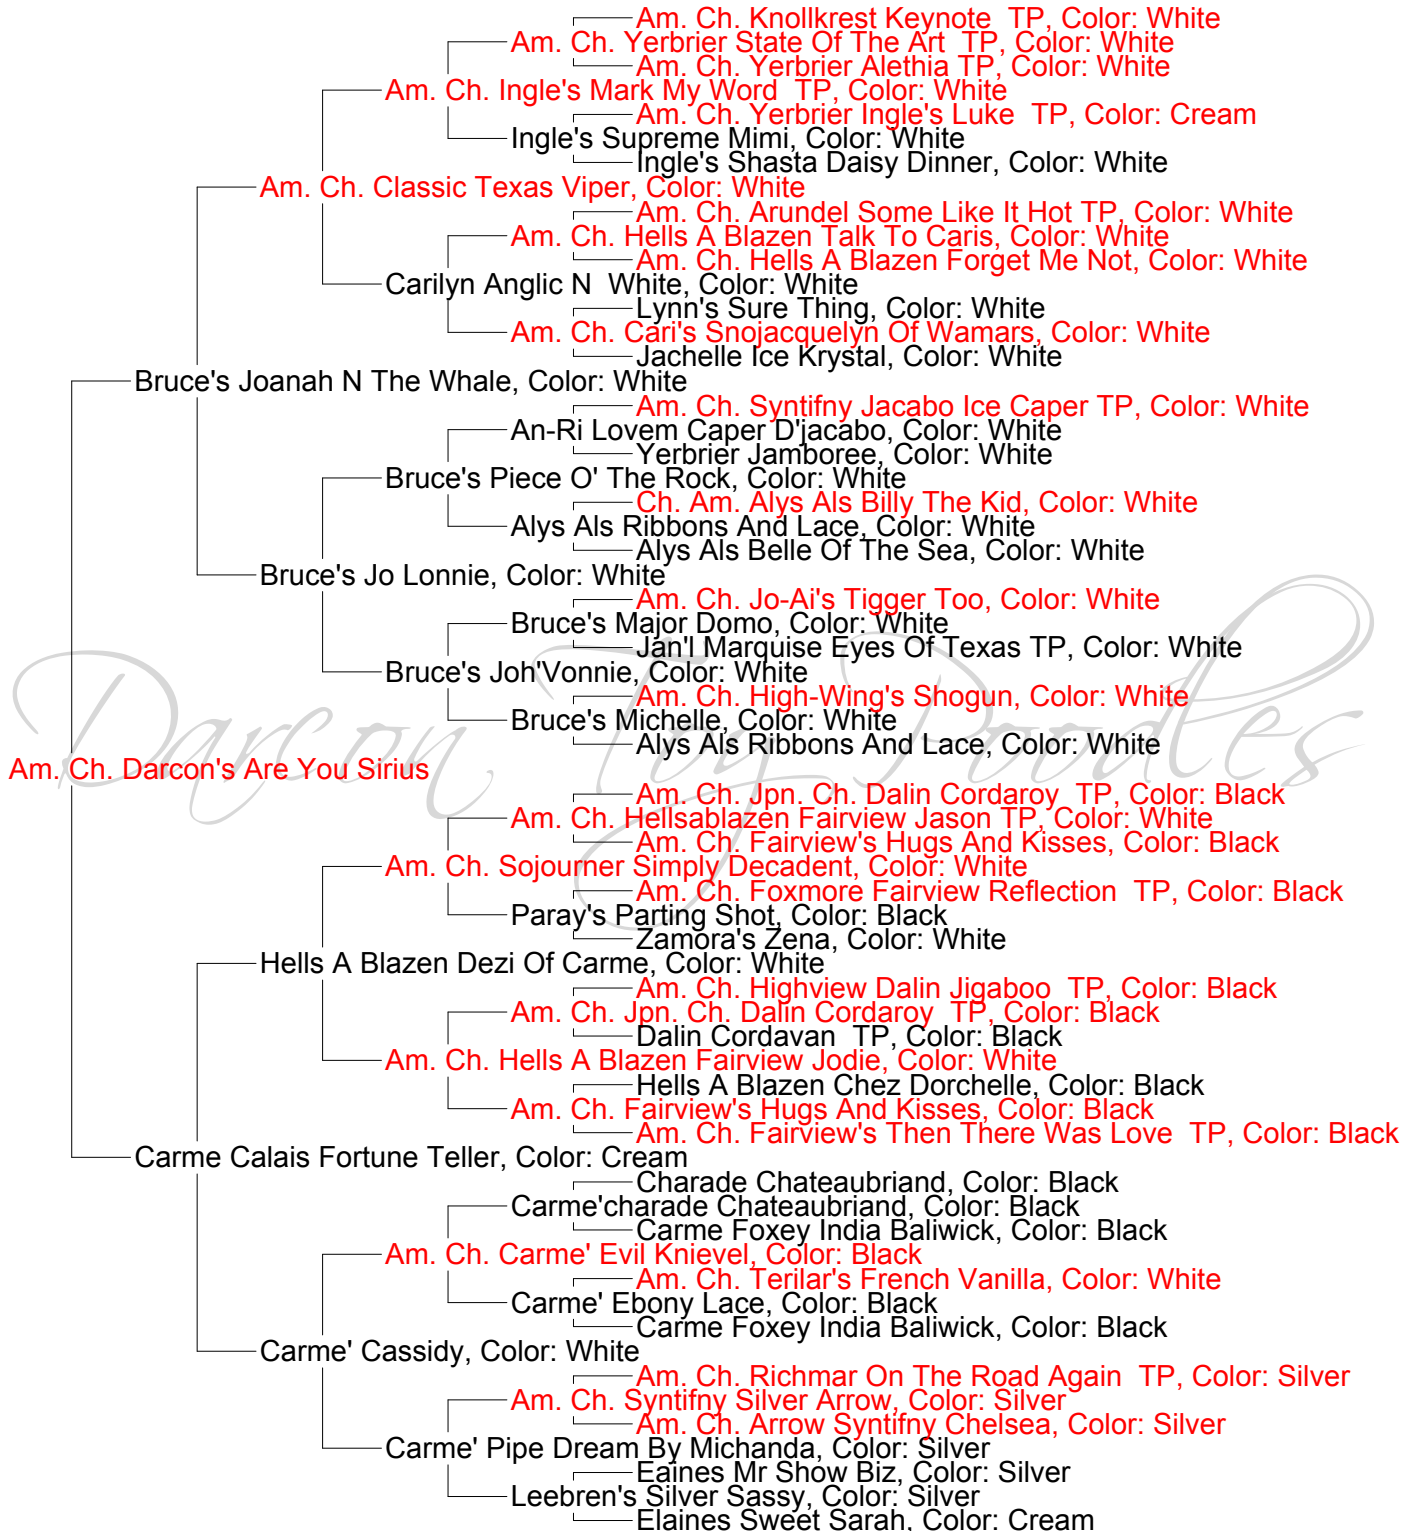 Am. Ch. Knollkrest Keynote  TP, Color: White
Am. Ch. Yerbrier State Of The Art  TP, Color: White
Am. Ch. Yerbrier Alethia TP, Color: White
Am. Ch. Ingle's Mark My Word  TP, Color: White
Am. Ch. Yerbrier Ingle's Luke  TP, Color: Cream
Ingle's Supreme Mimi, Color: White
Ingle's Shasta Daisy Dinner, Color: White
Am. Ch. Classic Texas Viper, Color: White
Am. Ch. Arundel Some Like It Hot TP, Color: White
Am. Ch. Hells A Blazen Talk To Caris, Color: White
Am. Ch. Hells A Blazen Forget Me Not, Color: White
Carilyn Anglic N  White, Color: White
Lynn's Sure Thing, Color: White
Am. Ch. Cari's Snojacquelyn Of Wamars, Color: White
Jachelle Ice Krystal, Color: White
Bruce's Joanah N The Whale, Color: White
Am. Ch. Syntifny Jacabo Ice Caper TP, Color: White
An-Ri Lovem Caper D'jacabo, Color: White
Yerbrier Jamboree, Color: White
Bruce's Piece O' The Rock, Color: White
Ch. Am. Alys Als Billy The Kid, Color: White
Alys Als Ribbons And Lace, Color: White
Alys Als Belle Of The Sea, Color: White
Bruce's Jo Lonnie, Color: White
Am. Ch. Jo-Ai's Tigger Too, Color: White
Bruce's Major Domo, Color: White
Jan'l Marquise Eyes Of Texas TP, Color: White
Bruce's Joh'Vonnie, Color: White
Am. Ch. High-Wing's Shogun, Color: White
Bruce's Michelle, Color: White
Alys Als Ribbons And Lace, Color: White
Darcon Toy Poodles
Am. Ch. Darcon's Are You Sirius
Am. Ch. Jpn. Ch. Dalin Cordaroy  TP, Color: Black
Am. Ch. Hellsablazen Fairview Jason TP, Color: White
Am. Ch. Fairview's Hugs And Kisses, Color: Black
Am. Ch. Sojourner Simply Decadent, Color: White
Am. Ch. Foxmore Fairview Reflection  TP, Color: Black
Paray's Parting Shot, Color: Black
Zamora's Zena, Color: White
Hells A Blazen Dezi Of Carme, Color: White
Am. Ch. Highview Dalin Jigaboo  TP, Color: Black
Am. Ch. Jpn. Ch. Dalin Cordaroy  TP, Color: Black
Dalin Cordavan  TP, Color: Black
Am. Ch. Hells A Blazen Fairview Jodie, Color: White
Hells A Blazen Chez Dorchelle, Color: Black
Am. Ch. Fairview's Hugs And Kisses, Color: Black
Am. Ch. Fairview's Then There Was Love  TP, Color: Black
Carme Calais Fortune Teller, Color: Cream
Charade Chateaubriand, Color: Black
Carme'charade Chateaubriand, Color: Black
Carme Foxey India Baliwick, Color: Black
Am. Ch. Carme' Evil Knievel, Color: Black
Am. Ch. Terilar's French Vanilla, Color: White
Carme' Ebony Lace, Color: Black
Carme Foxey India Baliwick, Color: Black
Carme' Cassidy, Color: White
Am. Ch. Richmar On The Road Again  TP, Color: Silver
Am. Ch. Syntifny Silver Arrow, Color: Silver
Am. Ch. Arrow Syntifny Chelsea, Color: Silver
Carme' Pipe Dream By Michanda, Color: Silver
Eaines Mr Show Biz, Color: Silver
Leebren's Silver Sassy, Color: Silver
Elaines Sweet Sarah, Color: Cream